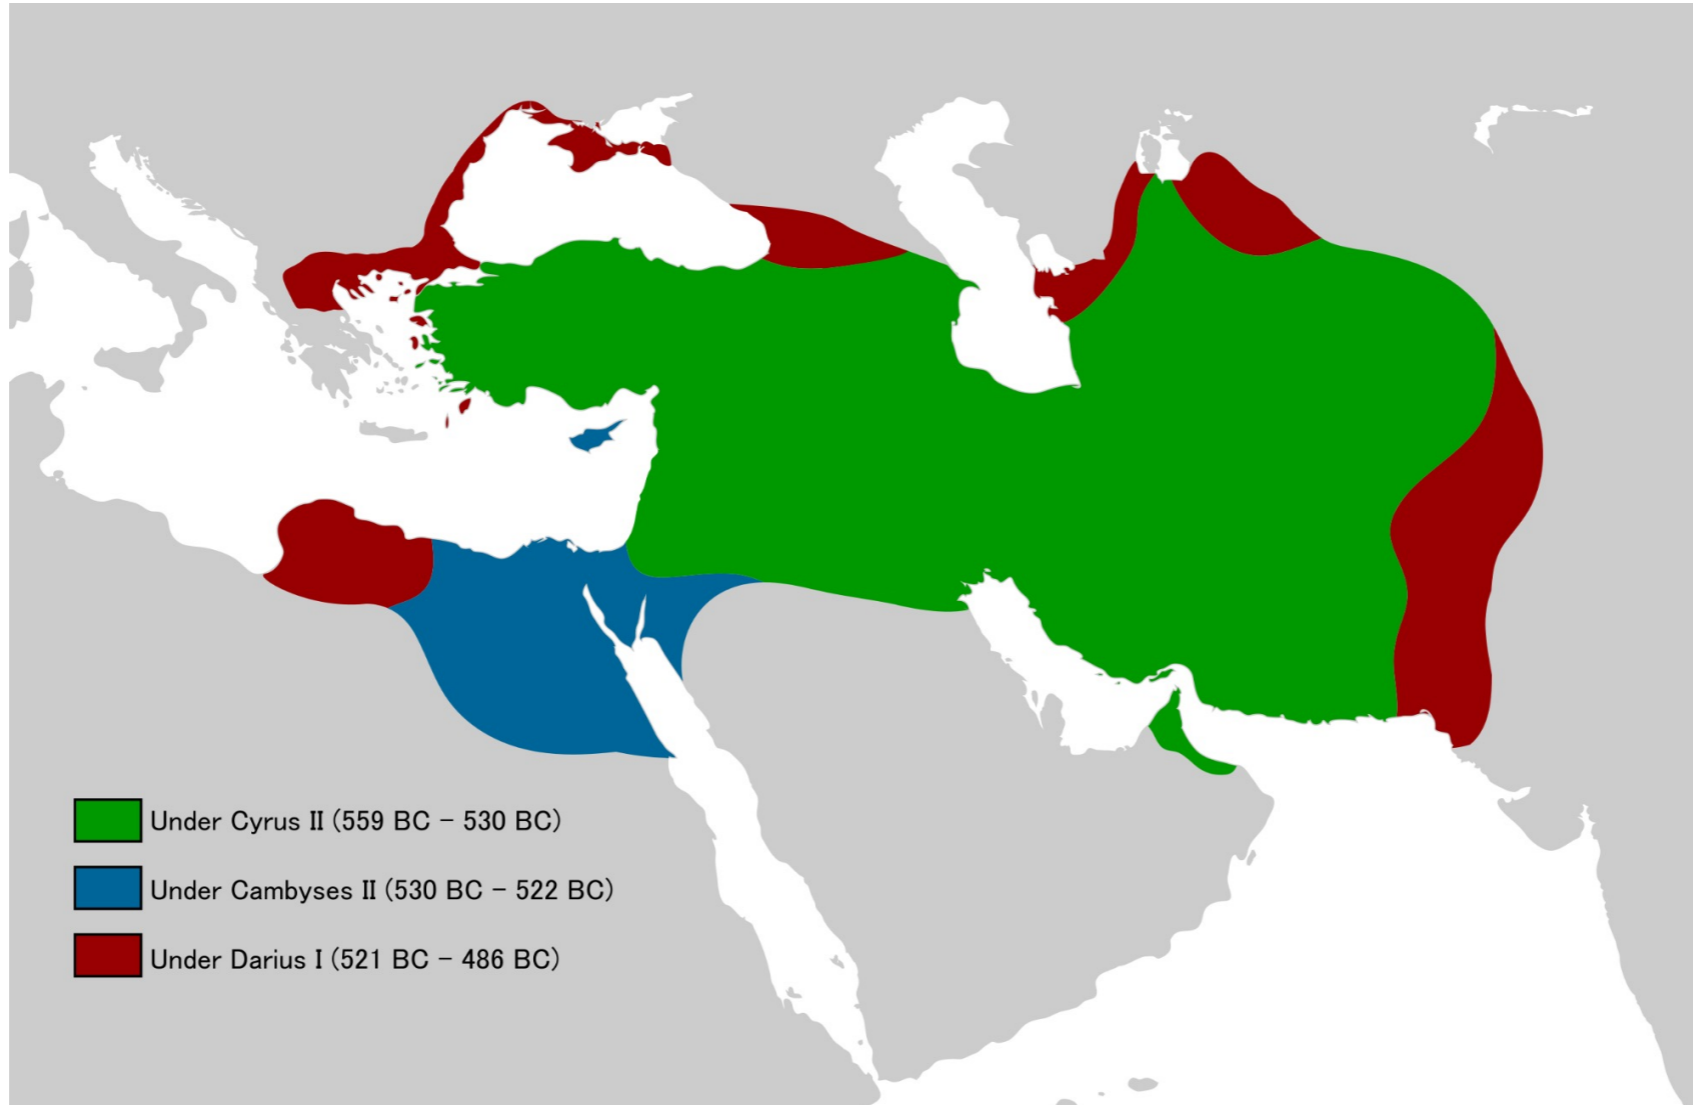 Under Cyrus II (559 BC – 530 BC)
Under Cambyses II (530 BC – 522 BC)
Under Darius I (521 BC – 486 BC)